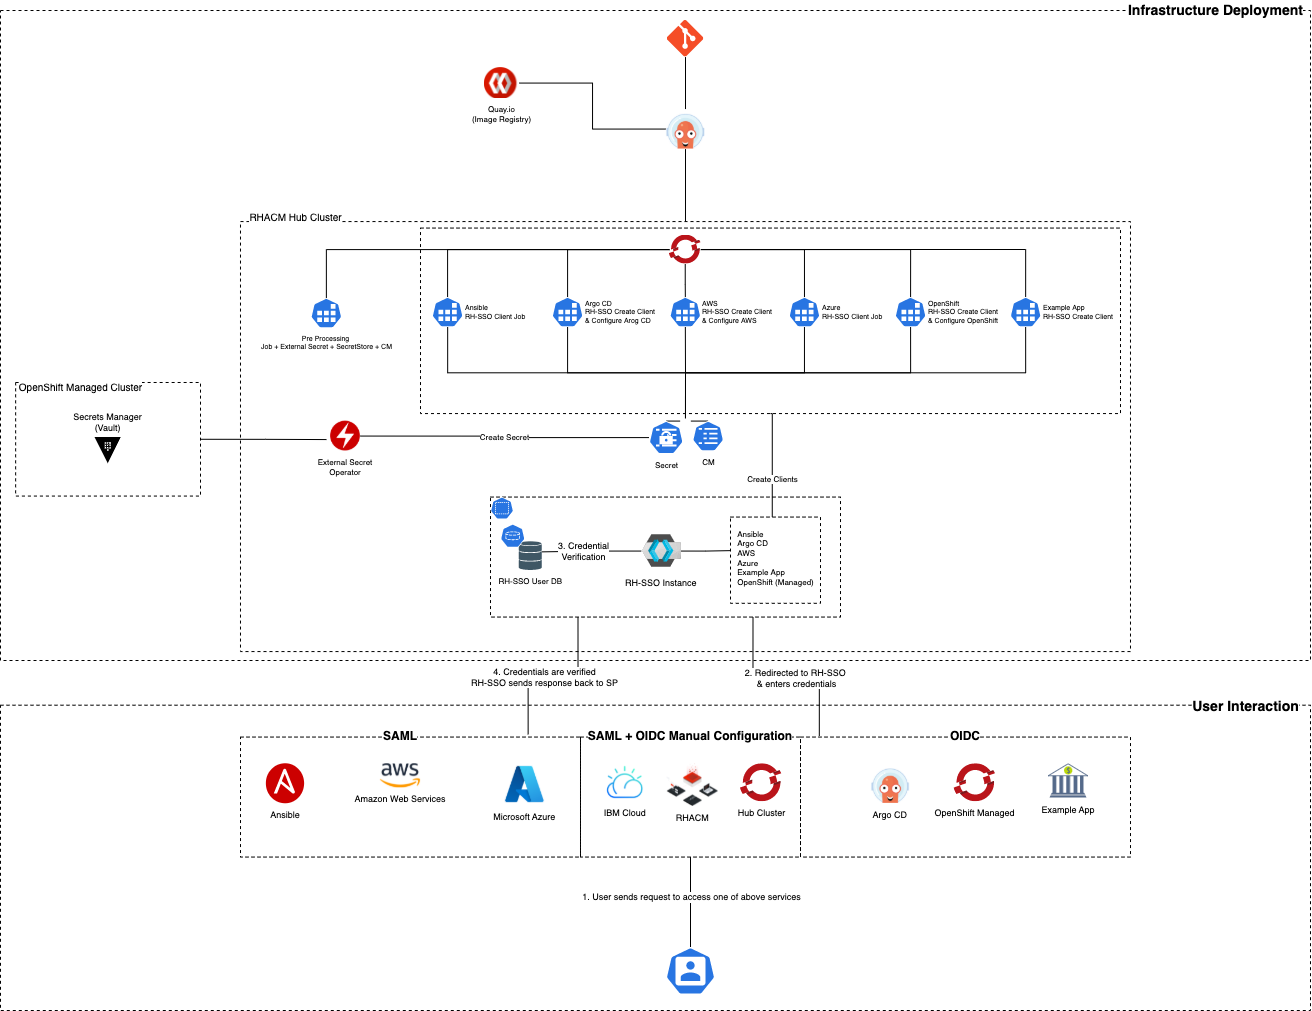 Infrastructure Deployment
Quay.io
(Image Registry)
RHACM Hub Cluster
Ansible
RH-SSO Client Job
Argo CD
RH-SSO Create Client
& Configure Arog CD
AWS
RH-SSO Create Client
& Configure AWS
Azure
RH-SSO Client Job
OpenShift
RH-SSO Create Client
& Configure OpenShift
Example App
RH-SSO Create Client
Pre Processing
Job + External Secret + SecretStore + CM
OpenShift Managed Cluster
Secrets Manager
(Vault)
External Secret
Operator
Create Secret
Secret
CM
Create Clients
3. Credential
Verification
RH-SSO User DB
RH-SSO Instance
Ansible
Argo CD
AWS
Azure
Example App
OpenShift (Managed)
4. Credentials are verified
RH-SSO sends response back to SP
2. Redirected to RH-SSO
& enters credentials
User Interaction
SAML
SAML + OIDC Manual Configuration
OIDC
Ansible
aws
Amazon Web Services
Microsoft Azure
IBM Cloud
RHACM
Hub Cluster
Argo CD
OpenShift Managed
Example App
1. User sends request to access one of above services